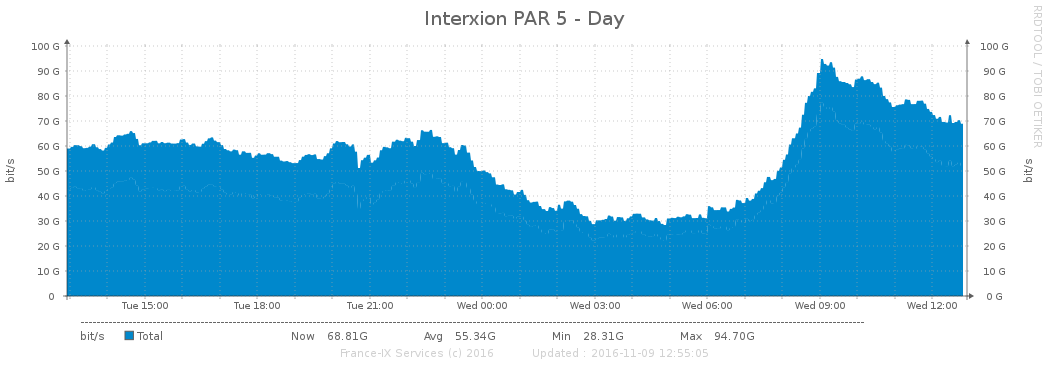 Interxion PAR 5 - Day
RRDTOOL / TOBI OETIKER
bit/s
bit/s
100 G 100 G
90 G 90 G
80 G 80 G
70 G 70 G
60 G 60 G
50 G 50 G
40 G 40 G
30 G 30 G
20 G 20 G
10 G 10 G
0 0 G
Tue 15:00 Tue 18:00 Tue 21:00 Wed 00:00 Wed 03:00 Wed 06:00 Wed 09:00 Wed 12:00
bit/s Total Now 68.81G Avg 55.34G Min 28.31G Max 94.70G
France-IX Services (c) 2016 Updated : 2016-11-09 12:55:05